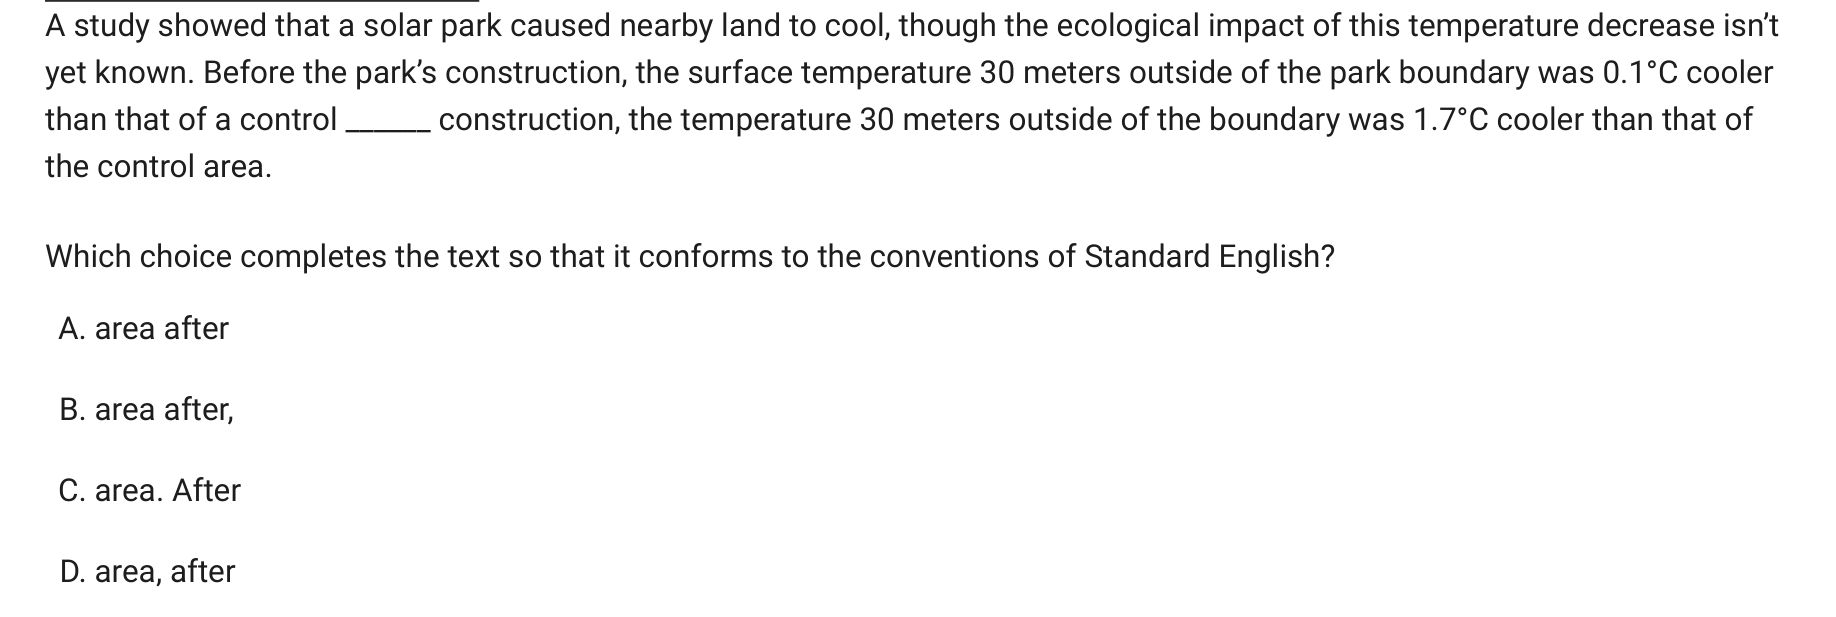 A study showed that a solar park caused nearby land to cool, though the ecological impact of this temperature decrease isn’t
yet known. Before the park’s construction, the surface temperature 30 meters outside of the park boundary was 0.1°C cooler
than that of a control ______ construction, the temperature 30 meters outside of the boundary was 1.7°C cooler than that of
the control area.
Which choice completes the text so that it conforms to the conventions of Standard English?
A. area after
B. area after,
C. area. After
D. area, after